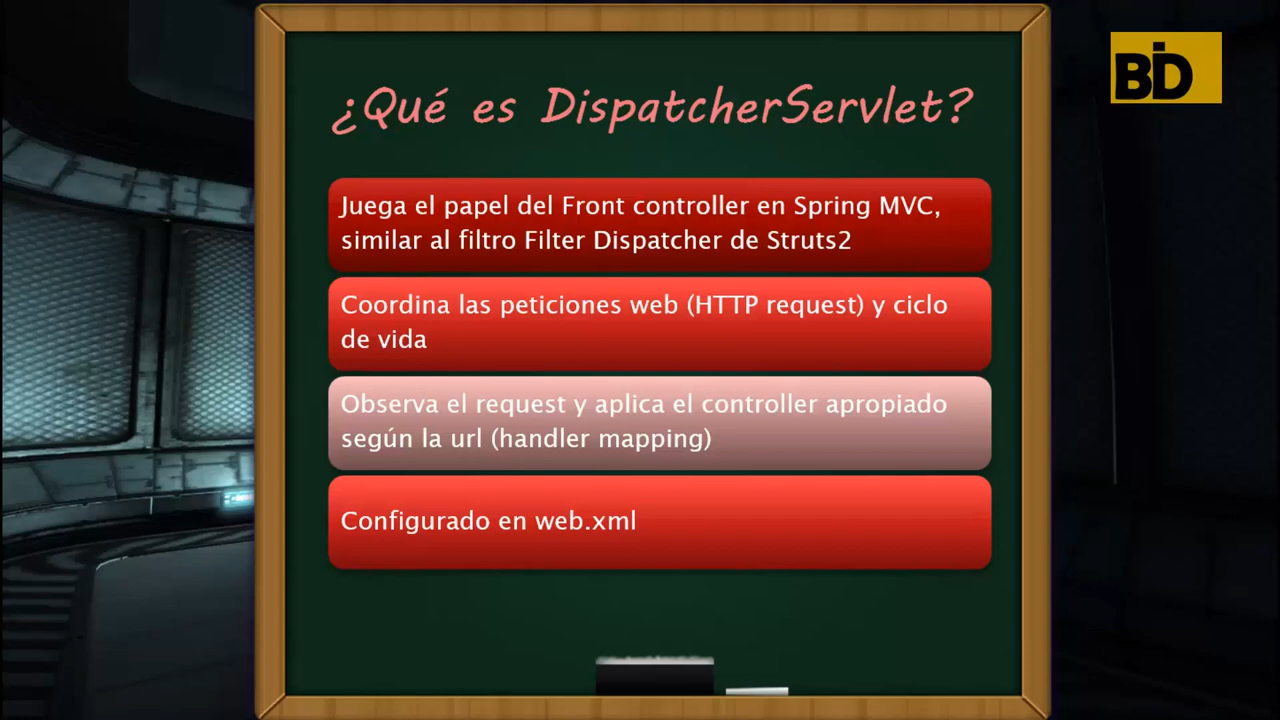 BiD
¿Qué es DispatcherServlet?
Juega el papel del Front controller en Spring MVC,
similar al filtro Filter Dispatcher de Struts2
Coordina las peticiones web (HTTP request) y ciclo
de vida
Observa el request y aplica el controller apropiado
según la url (handler mapping)
Configurado en web.xml